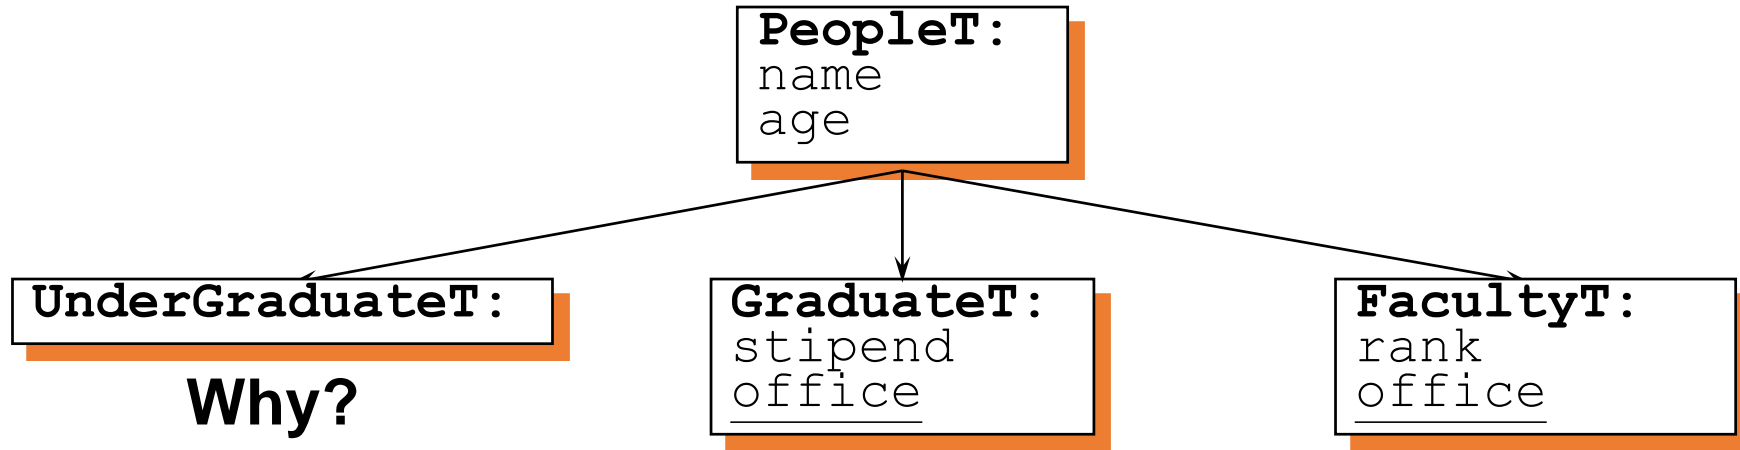 PeopleT:
name
age
UnderGraduateT:
Why?
GraduateT:
stipend
office
FacultyT:
rank
office